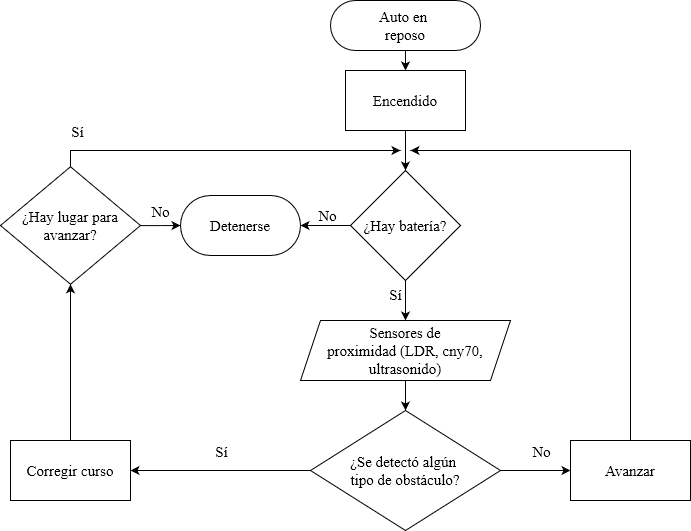 Auto en
reposo
Encendido
Sí
¿Hay lugar para
avanzar?
No
Detenerse
No
¿Hay batería?
Sí
Sensores de
proximidad (LDR, cny70,
ultrasonido)
Corregir curso
Sí
¿Se detectó algún
tipo de obstáculo?
No
Avanzar